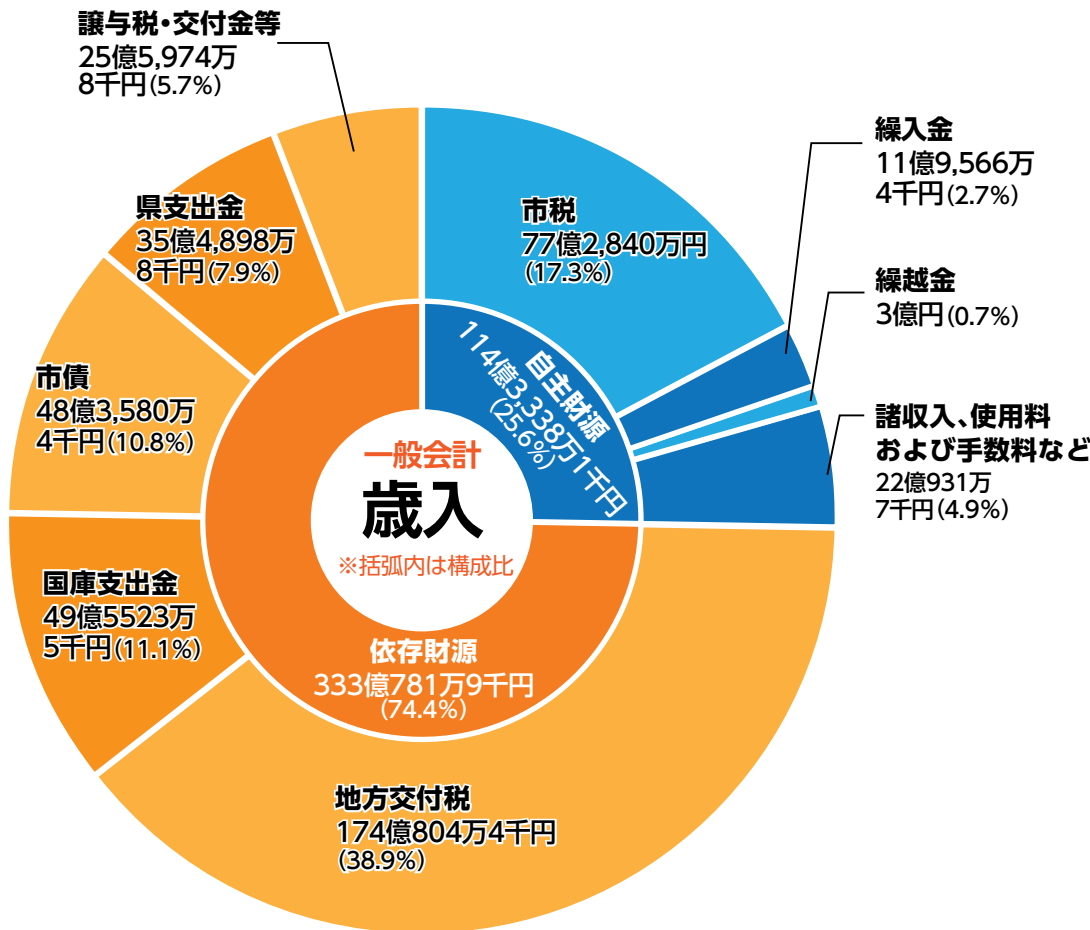 譲与税・交付金等
25億5,974万
8千円(5.7%)
県支出金
35億4,898万
8千円(7.9%)
市債
48億3,580万
4千円(10.8%)
国庫支出金
49億5523万
5千円(11.1%)
地方交付税
174億804万4千円
(38.9%)
市税
77億2,840万円
(17.3%)
繰入金
11億9,566万
4千円(2.7%)
繰越金
3億円(0.7%)
諸収入、使用料
および手数料など
22億931万
7千円(4.9%)
自主財源
114億3,338万1千円
(25.6%)
一般会計
歳入
※括弧内は構成比
依存財源
333億781万9千円
(74.4%)